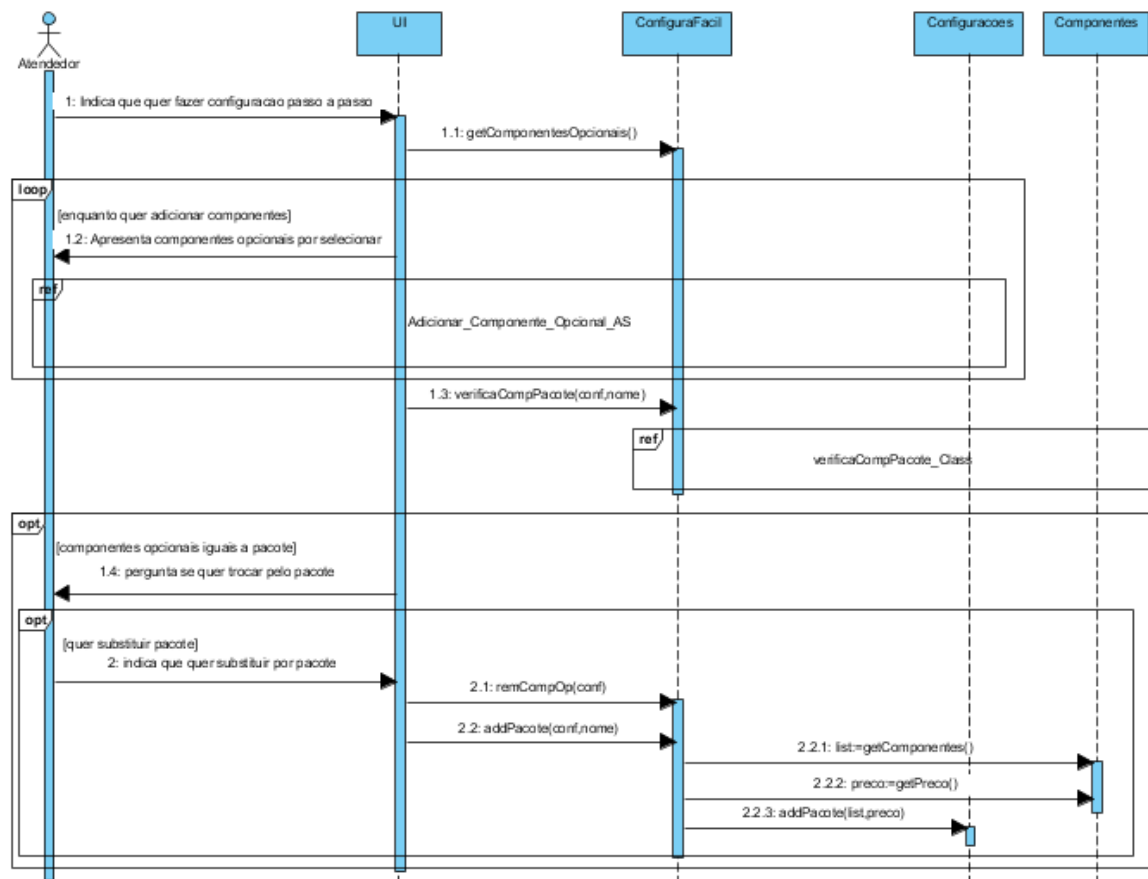 UI
ConfiguraFacil
Configuracoes
Componentes
Atendedor
1: Indica que quer fazer configuracao passo a passo
1.1: getComponentesOpcionais()
loop
[enquanto quer adicionar componentes]
1.2: Apresenta componentes opcionais por selecionar
ref
Adicionar_Componente_Opcional_AS
1.3: verificaCompPacote(conf,nome)
ref
verificaCompPacote_Class
opt
[componentes opcionais iguais a pacote]
1.4: pergunta se quer trocar pelo pacote
opt
[quer substituir pacote]
2: indica que quer substituir por pacote
2.1: remCompOp(conf)
2.2: addPacote(conf,nome)
2.2.1: list:=getComponentes()
2.2.2: preco:=getPreco()
2.2.3: addPacote(list,preco)